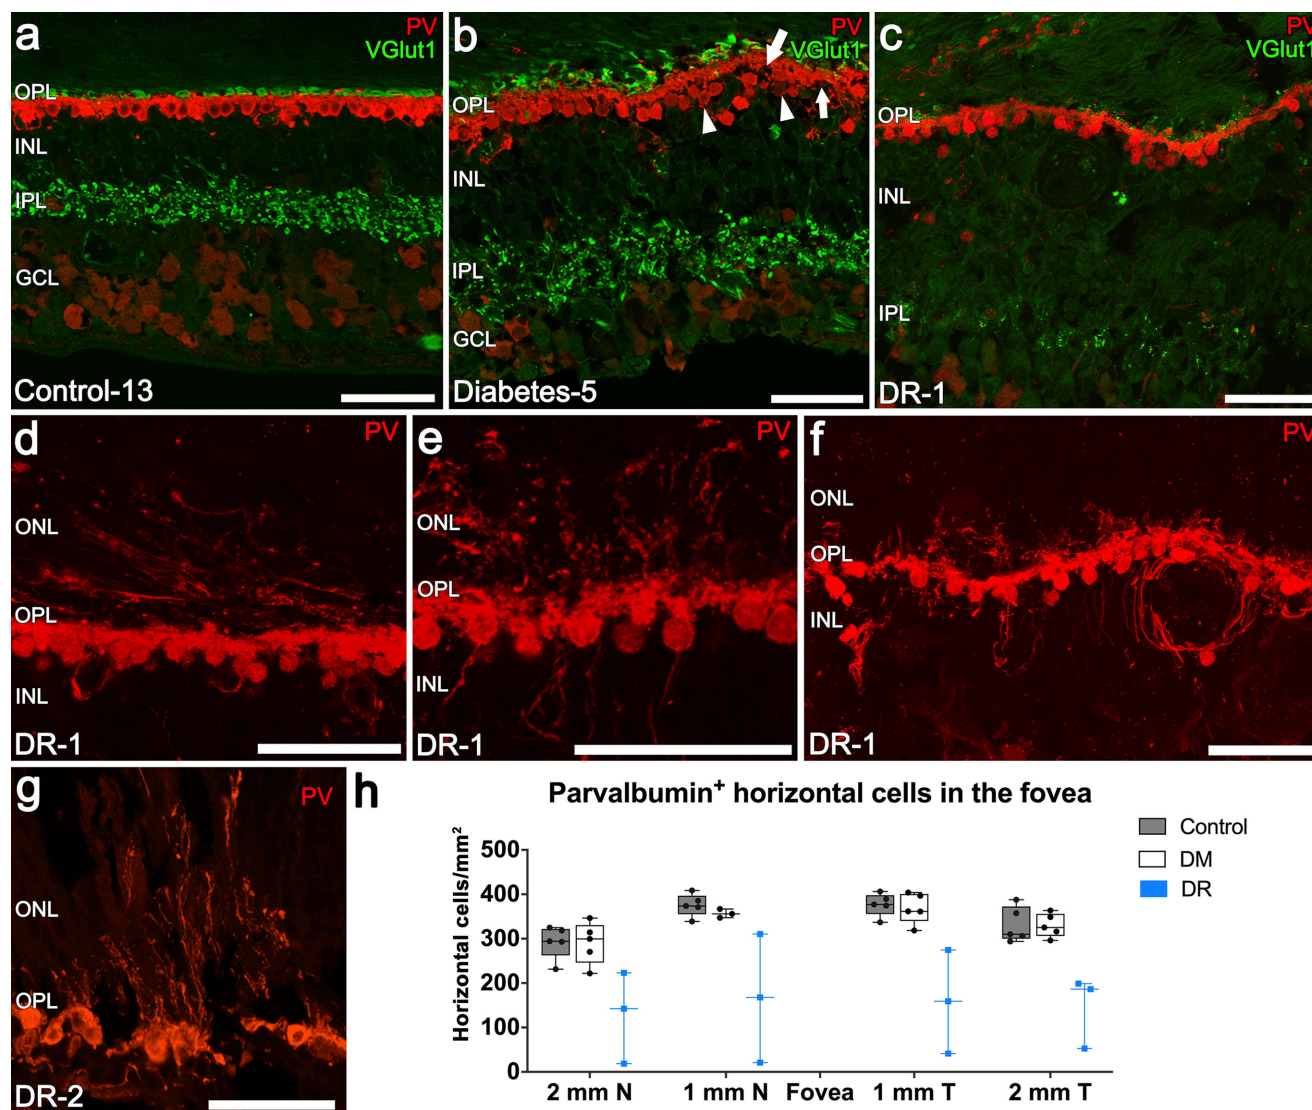 a
PV
VGlut1
OPL
INL
IPL
GCL
Control-13
b
PV
VGlut1
OPL
INL
IPL
GCL
Diabetes-5
c
PV
VGlut1
OPL
INL
IPL
DR-1
d
PV
ONL
OPL
INL
DR-1
e
PV
ONL
OPL
INL
DR-1
f
PV
ONL
OPL
INL
DR-1
g
PV
ONL
OPL
DR-2
h
Parvalbumin⁺ horizontal cells in the fovea
Horizontal cells/mm²
500
400
300
200
100
0
2 mm N
1 mm N
Fovea
1 mm T
2 mm T
Control
DM
DR